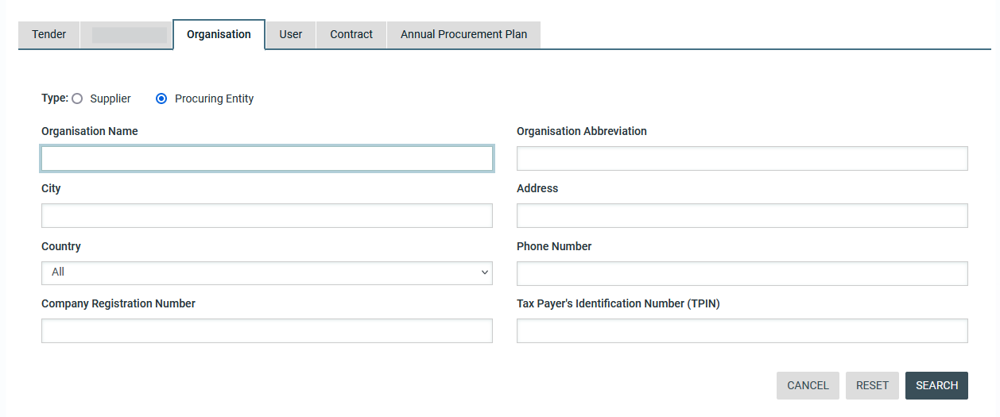 Tender Organisation User Contract Annual Procurement Plan
Type: Supplier Procuring Entity
Organisation Name Organisation Abbreviation
City Address
Country Phone Number
All
Company Registration Number Tax Payer's Identification Number (TPIN)
CANCEL RESET SEARCH